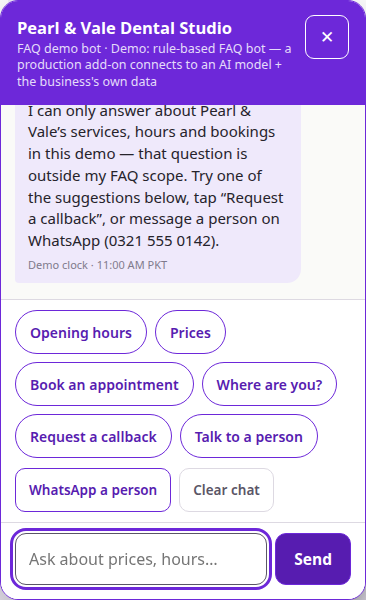 Pearl & Vale Dental Studio
FAQ demo bot · Demo: rule-based FAQ bot — a
production add-on connects to an AI model +
the business's own data
✕
I can only answer about Pearl &
Vale’s services, hours and bookings
in this demo — that question is
outside my FAQ scope. Try one of
the suggestions below, tap “Request
a callback”, or message a person on
WhatsApp (0321 555 0142).
Demo clock · 11:00 AM PKT
Opening hours
Prices
Book an appointment
Where are you?
Request a callback
Talk to a person
WhatsApp a person
Clear chat
Ask about prices, hours...
Send